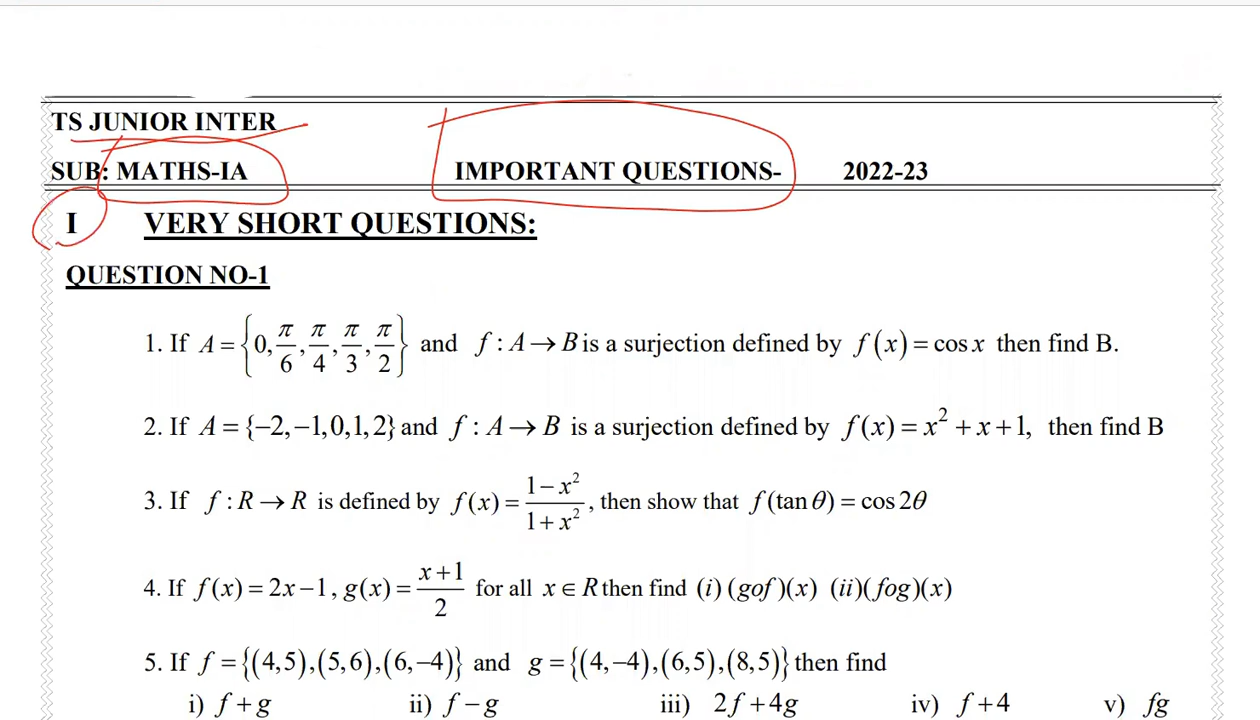 TS JUNIOR INTER
SUB: MATHS-IA IMPORTANT QUESTIONS- 2022-23
I VERY SHORT QUESTIONS:
QUESTION NO-1
1. If A = {0, π/6, π/4, π/3, π/2} and f : A → B is a surjection defined by f(x) = cos x then find B.
2. If A = {−2, −1, 0, 1, 2} and f : A → B is a surjection defined by f(x) = x² + x + 1, then find B
3. If f : R → R is defined by f(x) = (1 − x²)/(1 + x²), then show that f(tan θ) = cos 2θ
4. If f(x) = 2x − 1, g(x) = (x + 1)/2 for all x ∈ R then find (i) (gof)(x) (ii)(fog)(x)
5. If f = {(4,5),(5,6),(6,−4)} and g = {(4,−4),(6,5),(8,5)} then find
i) f + g ii) f − g iii) 2f + 4g iv) f + 4 v) fg